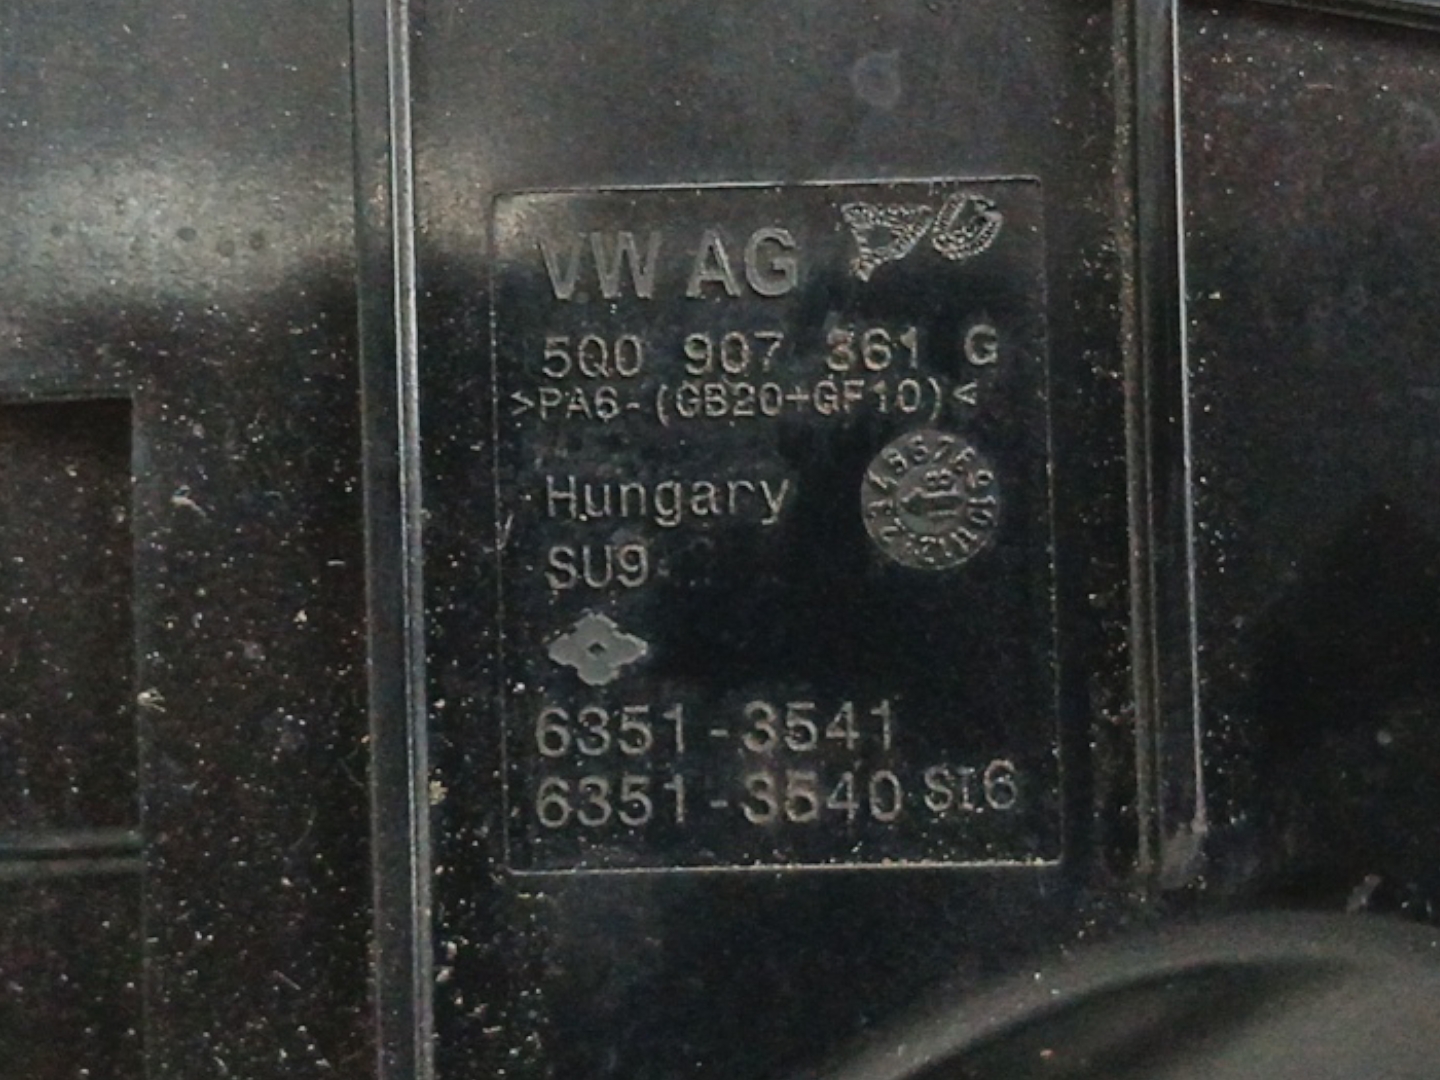 VW AG
5Q0 907 361 G
>PA6-(GB20+GF10)<
Hungary
SU9
6351-3541
6351-3540 SI6